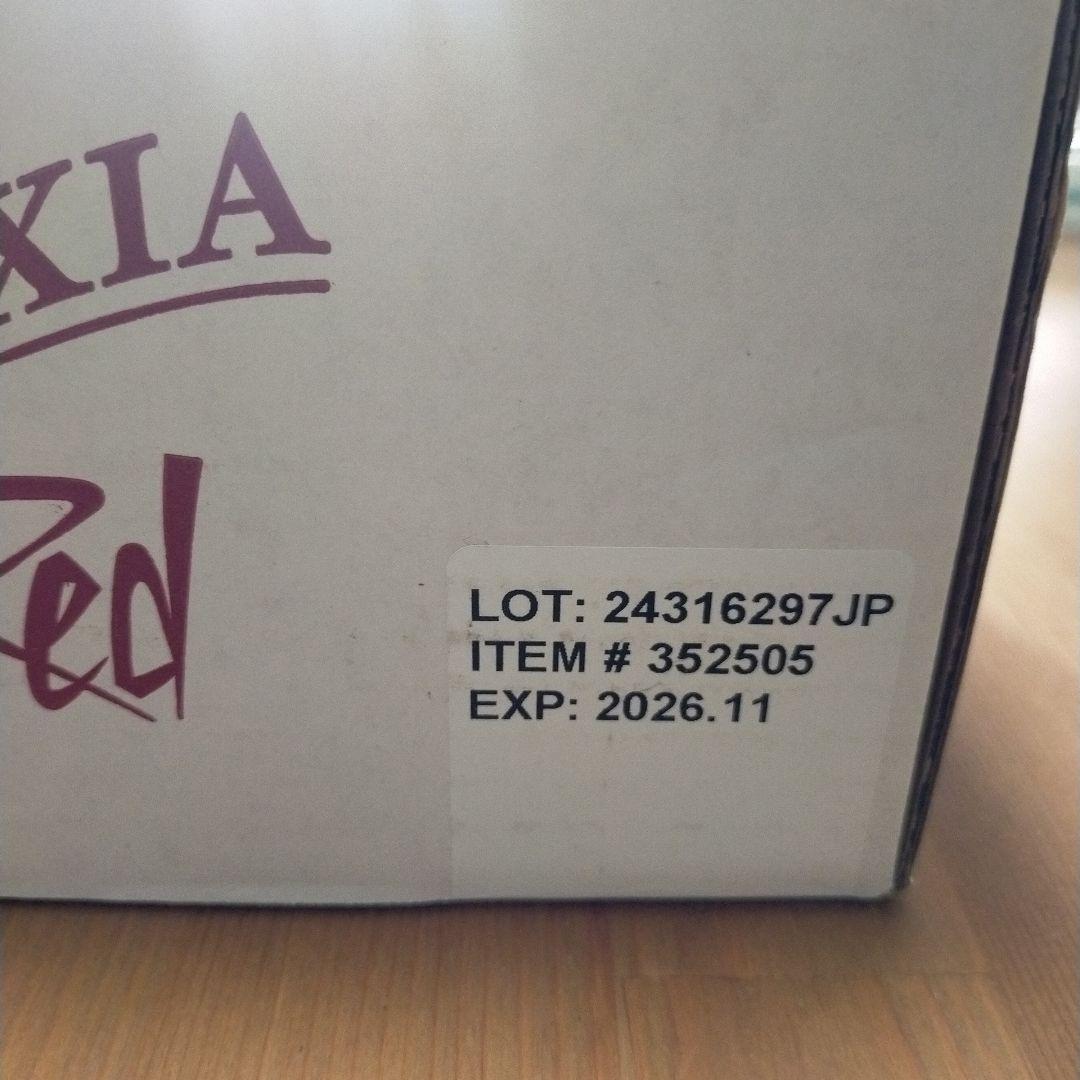 XIA
Red
LOT: 24316297JP
ITEM # 352505
EXP: 2026.11